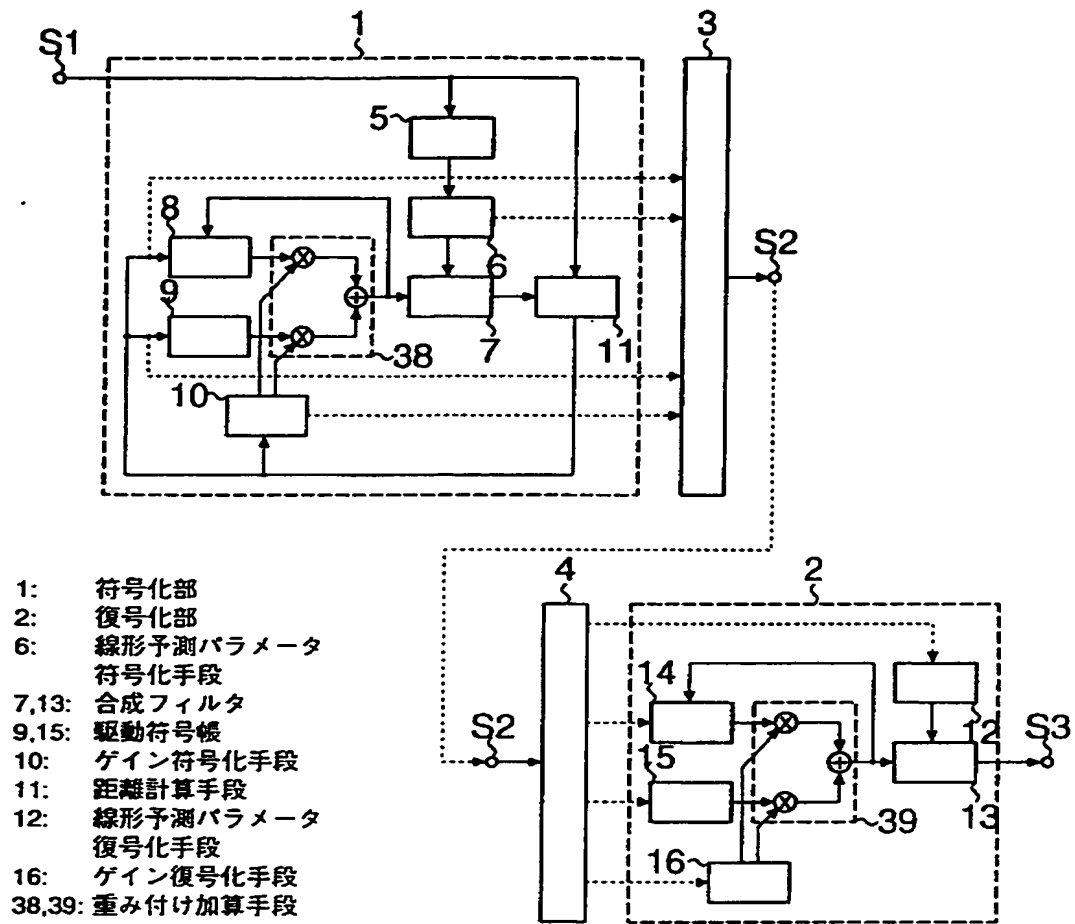 1
3
S1
5
8
6
S2
9
7
11
38
10
4
2
1: 符号化部
2: 復号化部
6: 線形予測パラメータ
符号化手段
7,13: 合成フィルタ
9,15: 駆動符号帳
10: ゲイン符号化手段
11: 距離計算手段
12: 線形予測パラメータ
復号化手段
16: ゲイン復号化手段
38,39: 重み付け加算手段
14
12
S2
S3
15
13
39
16